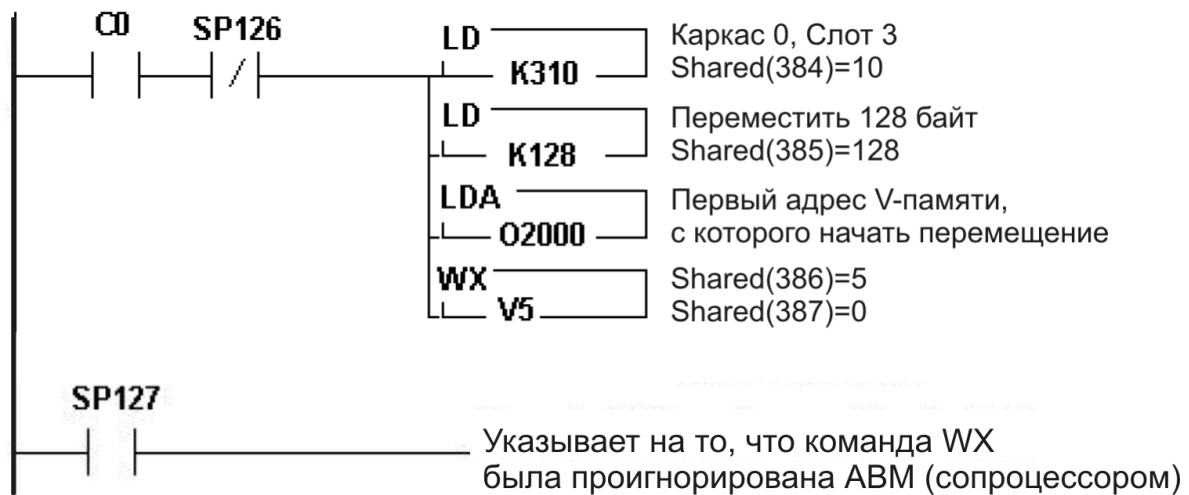 C0 SP126
LD K310 Каркас 0, Слот 3
Shared(384)=10
LD K128 Переместить 128 байт
Shared(385)=128
LDA O2000 Первый адрес V-памяти,
с которого начать перемещение
WX V5 Shared(386)=5
Shared(387)=0
SP127
Указывает на то, что команда WX
была проигнорирована ABM (сопроцессором)